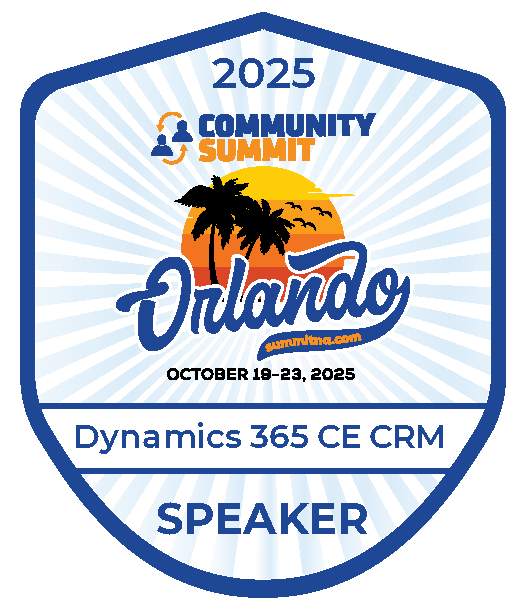 2025
COMMUNITY
SUMMIT
Orlando
summitna.com
OCTOBER 19-23, 2025
Dynamics 365 CE CRM
SPEAKER